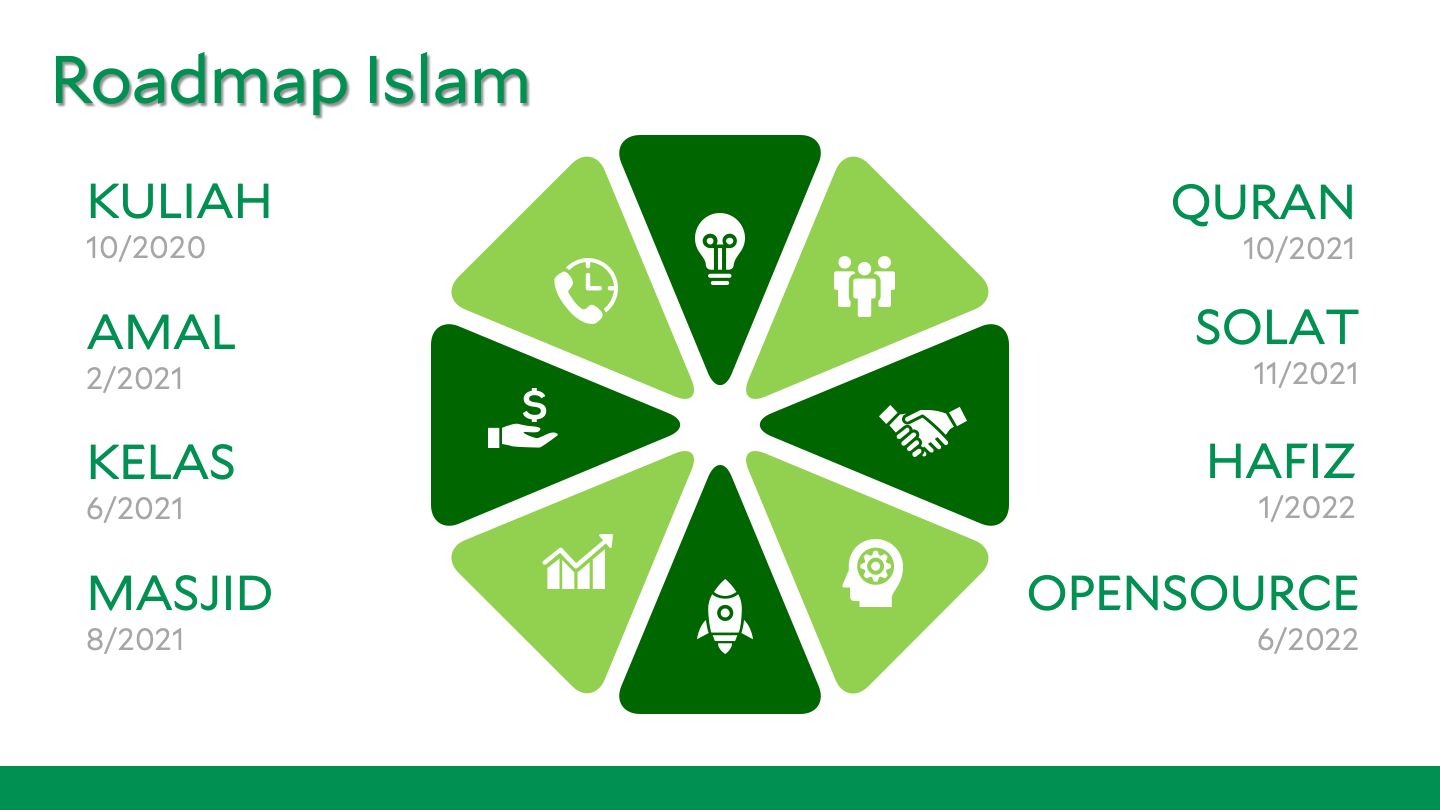 Roadmap Islam
KULIAH
10/2020
AMAL
2/2021
KELAS
6/2021
MASJID
8/2021
$
QURAN
10/2021
SOLAT
11/2021
HAFIZ
1/2022
OPENSOURCE
6/2022